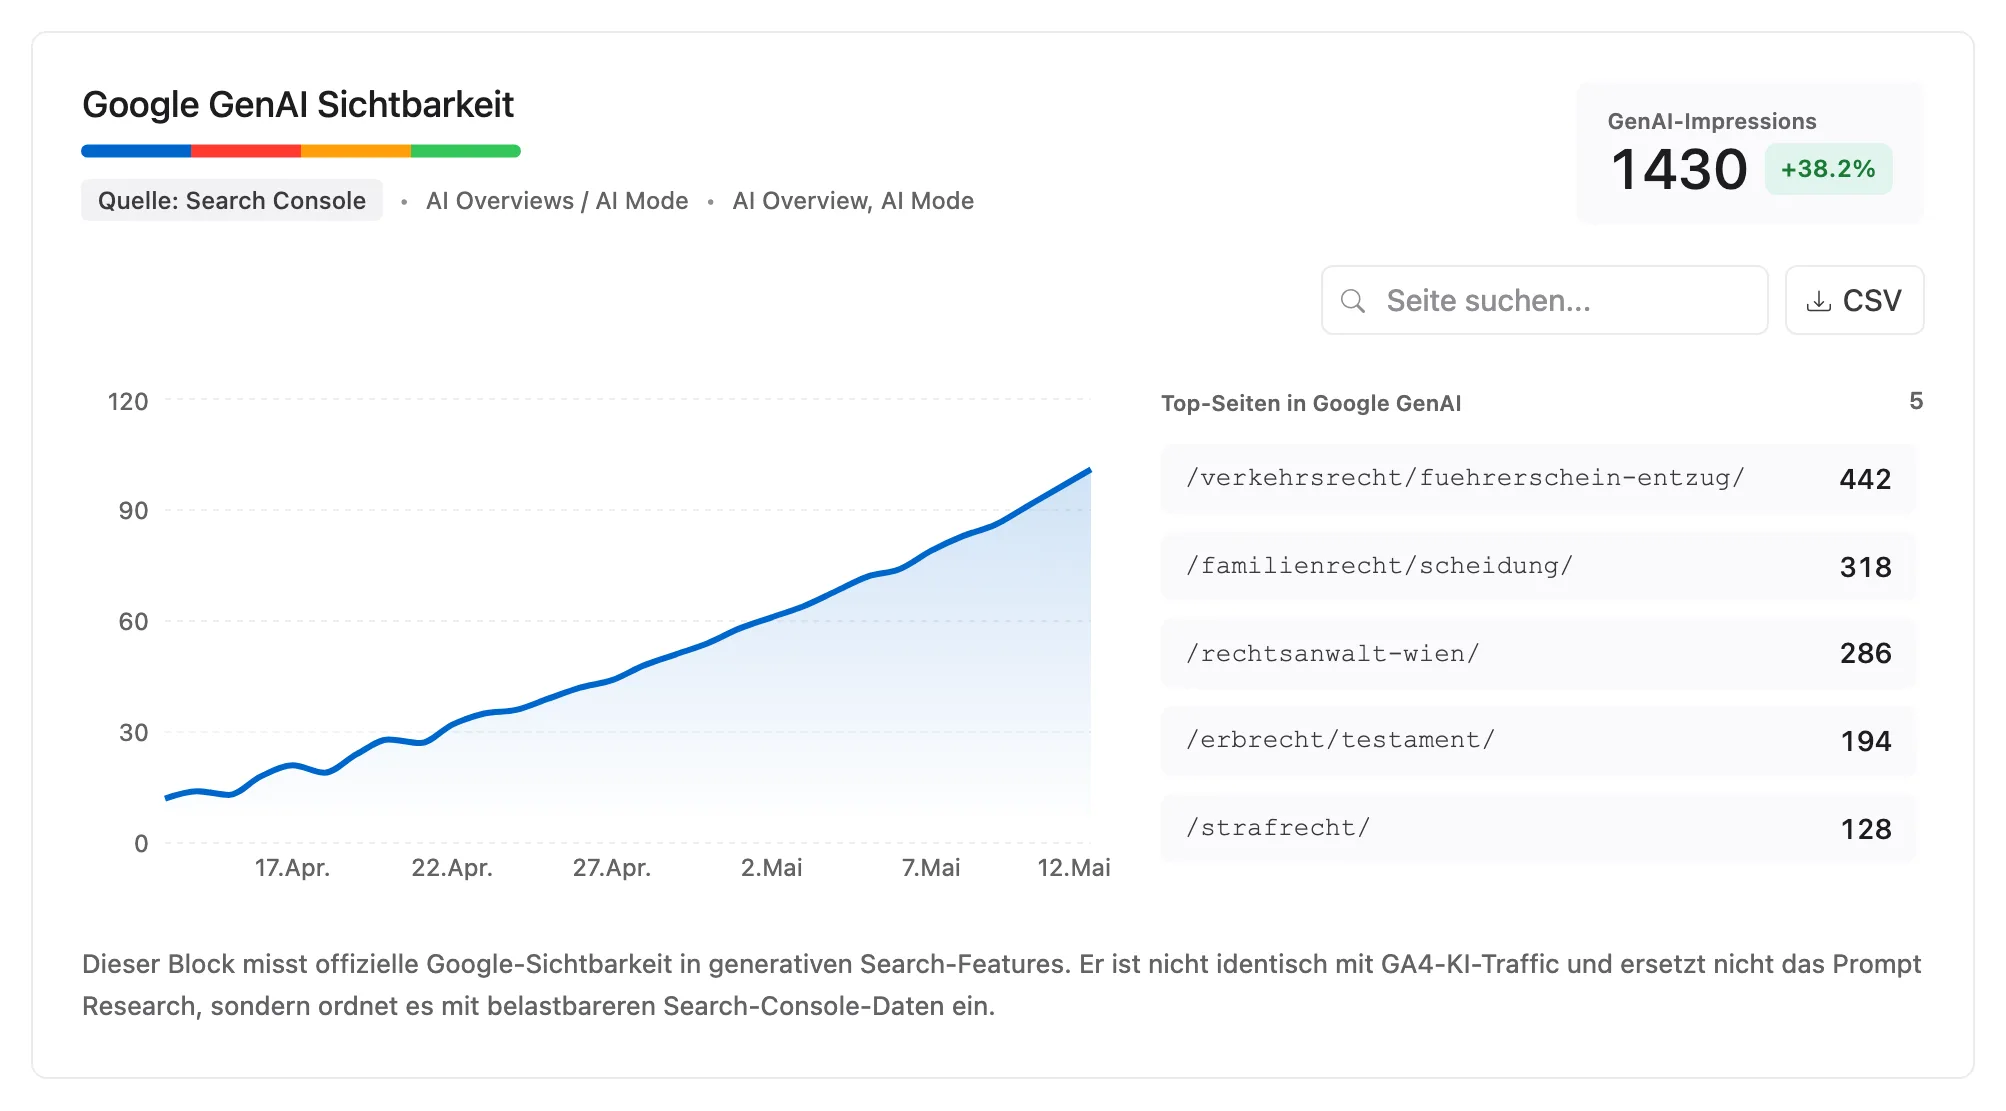 Google GenAI Sichtbarkeit
Quelle: Search Console • AI Overviews / AI Mode • AI Overview, AI Mode
GenAI-Impressions
1430 +38.2%
Seite suchen...
CSV
120
90
60
30
0
17.Apr. 22.Apr. 27.Apr. 2.Mai 7.Mai 12.Mai
Top-Seiten in Google GenAI 5
/verkehrsrecht/fuehrerschein-entzug/ 442
/familienrecht/scheidung/ 318
/rechtsanwalt-wien/ 286
/erbrecht/testament/ 194
/strafrecht/ 128
Dieser Block misst offizielle Google-Sichtbarkeit in generativen Search-Features. Er ist nicht identisch mit GA4-KI-Traffic und ersetzt nicht das Prompt
Research, sondern ordnet es mit belastbareren Search-Console-Daten ein.